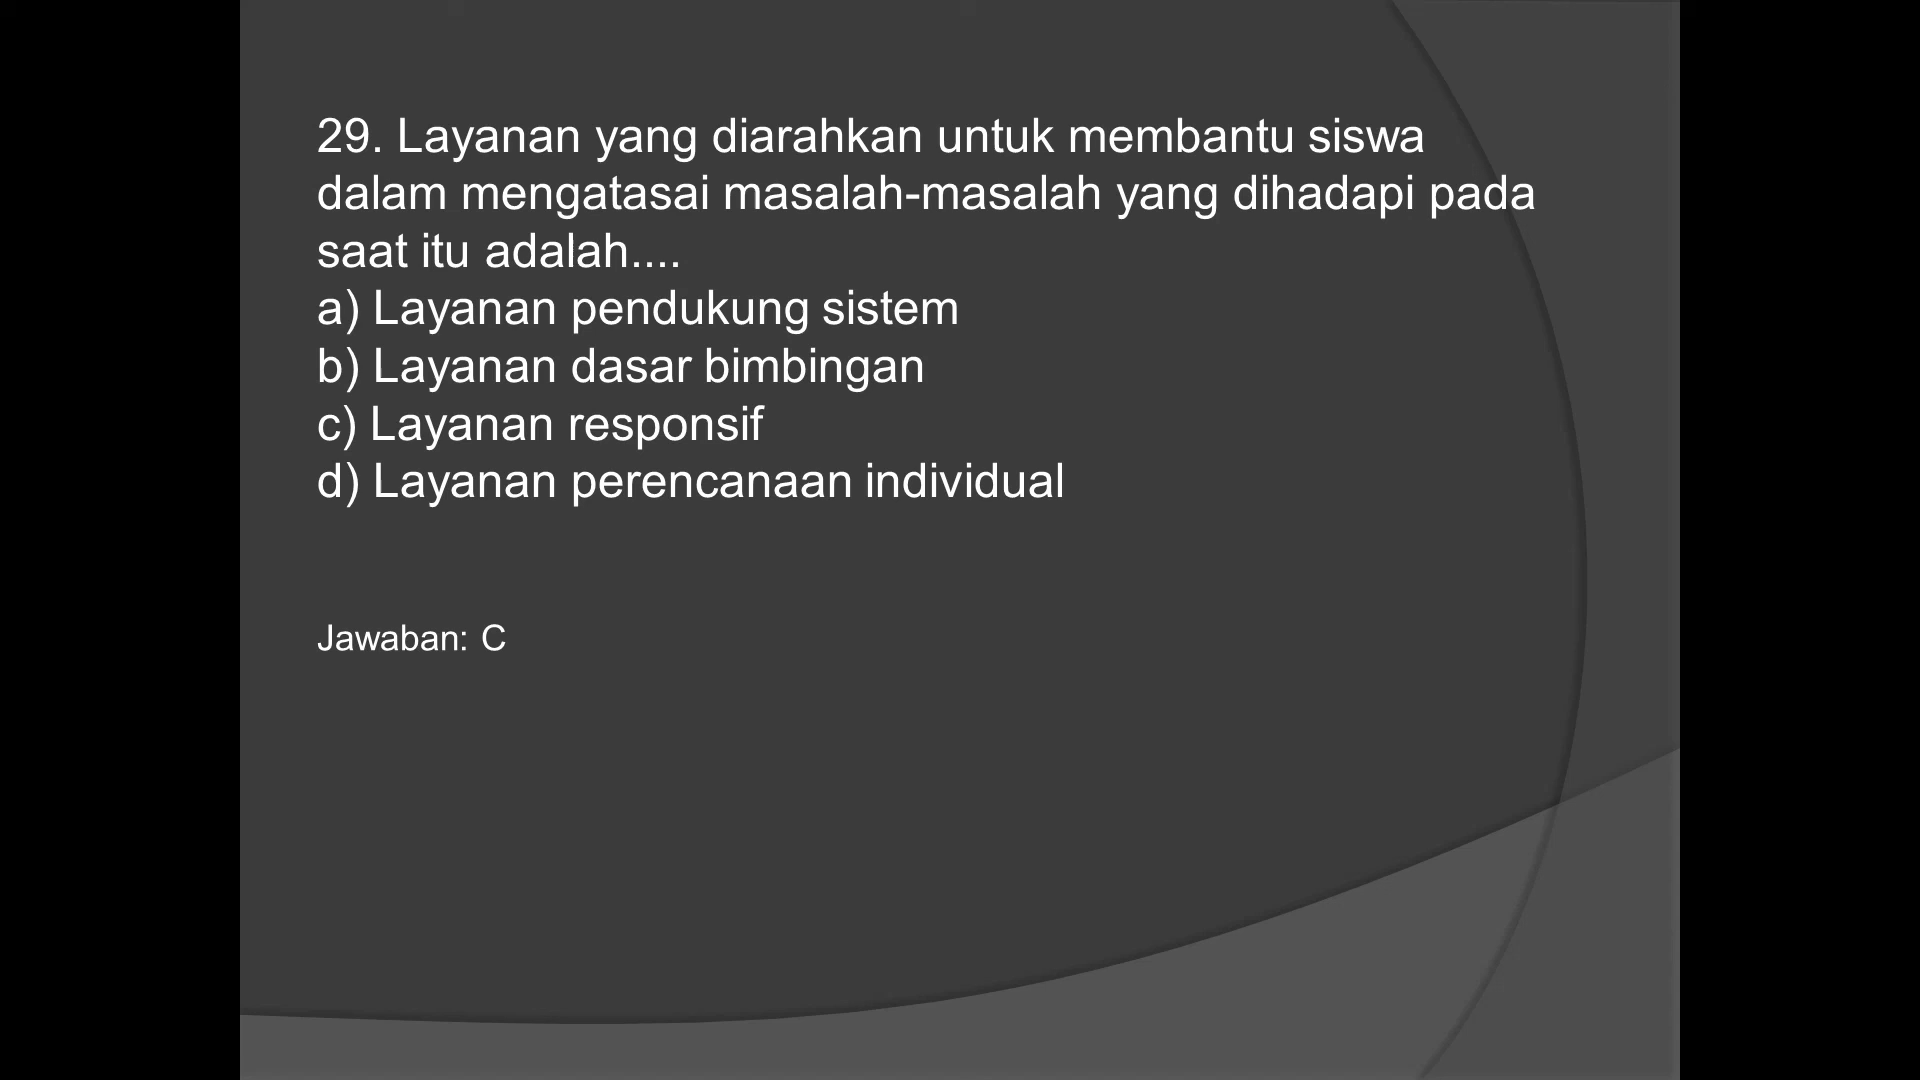 29. Layanan yang diarahkan untuk membantu siswa
dalam mengatasai masalah-masalah yang dihadapi pada
saat itu adalah....
a) Layanan pendukung sistem
b) Layanan dasar bimbingan
c) Layanan responsif
d) Layanan perencanaan individual
Jawaban: C